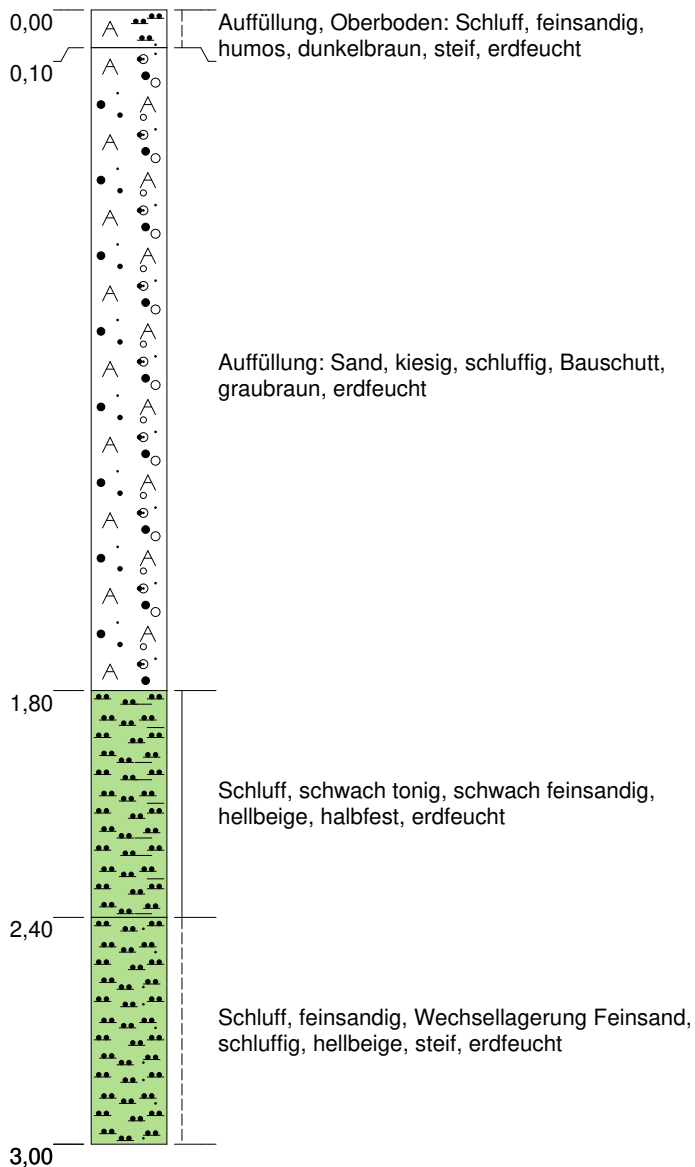 0,00
Auffüllung, Oberboden: Schluff, feinsandig,
humos, dunkelbraun, steif, erdfeucht
0,10
Auffüllung: Sand, kiesig, schluffig, Bauschutt,
graubraun, erdfeucht
1,80
Schluff, schwach tonig, schwach feinsandig,
hellbeige, halbfest, erdfeucht
2,40
Schluff, feinsandig, Wechsellagerung Feinsand,
schluffig, hellbeige, steif, erdfeucht
3,00